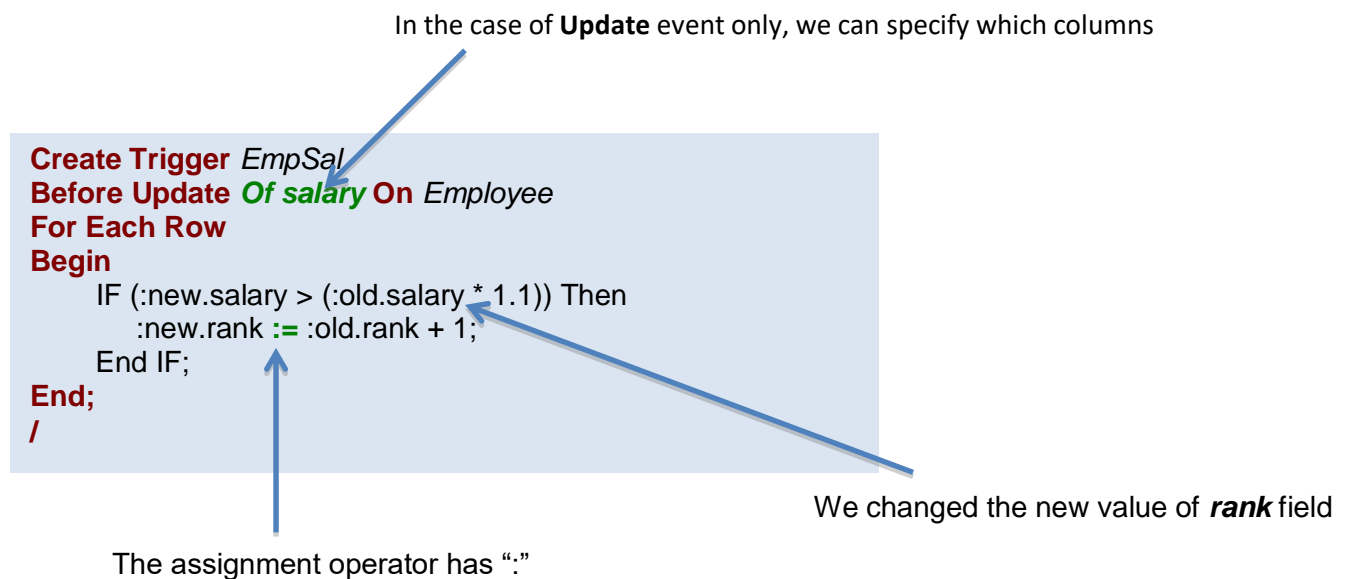 In the case of Update event only, we can specify which columns
Create Trigger EmpSal
Before Update Of salary On Employee
For Each Row
Begin
IF (:new.salary > (:old.salary * 1.1)) Then
:new.rank := :old.rank + 1;
End IF;
End;
/
We changed the new value of rank field
The assignment operator has “:”